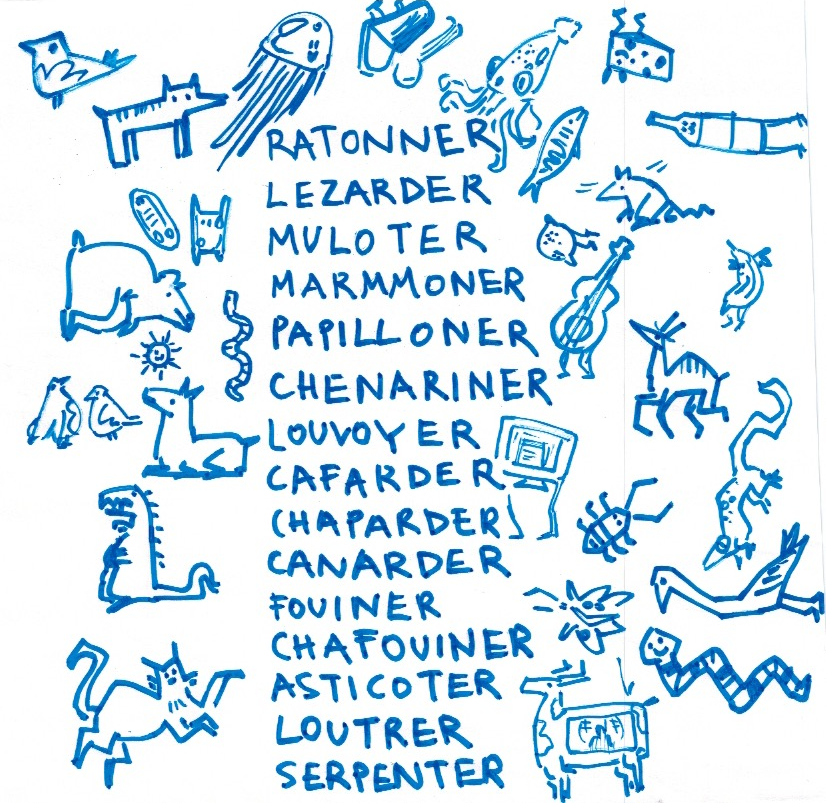 RATONNER
LEZARDER
MULOTER
MARMMONER
PAPILLONER
CHENARINER
LOUVOYER
CAFARDER
CHAPARDER
CANARDER
FOUINER
CHAFOUINER
ASTICOTER
LOUTRER
SERPENTER